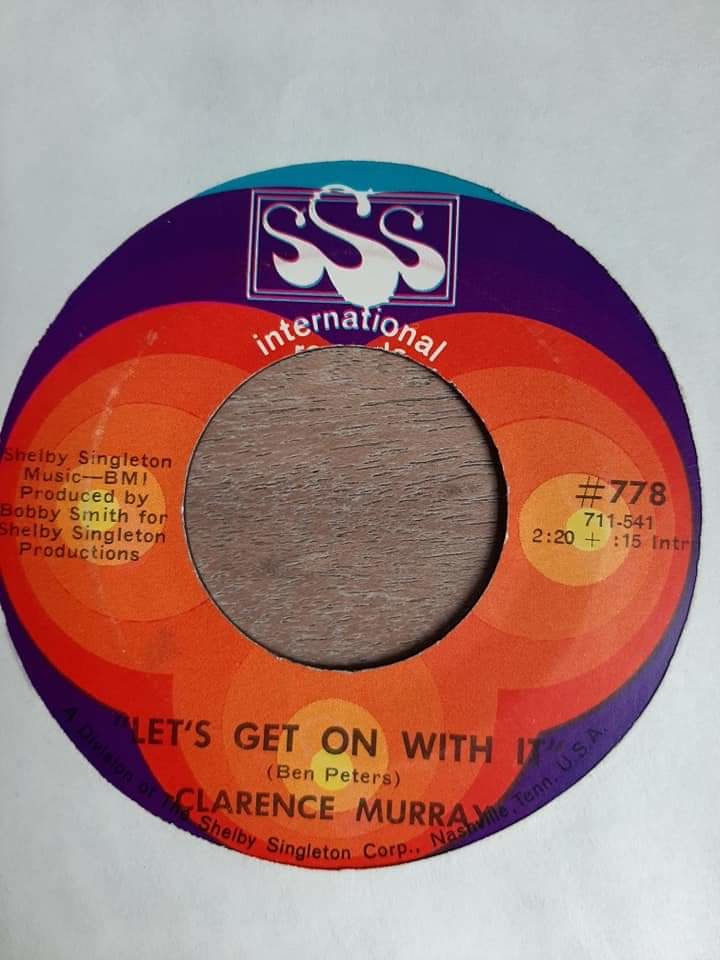 SSS
international
Shelby Singleton
Music—BMI
Produced by
Bobby Smith for
Shelby Singleton
Productions
#778
711-541
2:20 + :15 Intr
"LET'S GET ON WITH IT"
(Ben Peters)
CLARENCE MURRAY
A Division of The Shelby Singleton Corp., Nashville, Tenn. U.S.A.